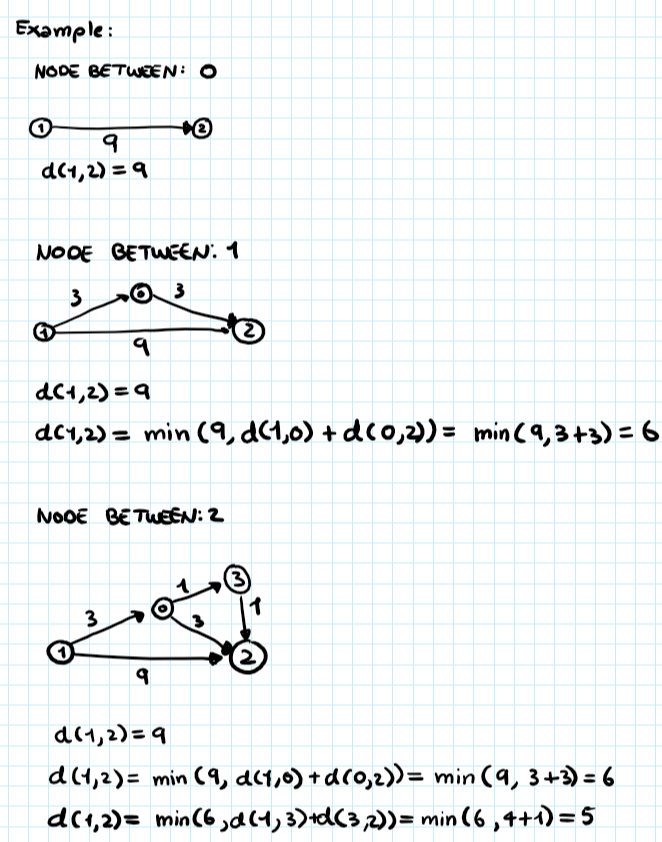 Example:
NODE BETWEEN: 0
1 2
9
d(1,2) = 9
NODE BETWEEN: 1
3 0 3
1 2
9
d(1,2) = 9
d(1,2) = min (9, d(1,0) + d(0,2)) = min(9,3+3) = 6
NODE BETWEEN: 2
1 3
3 0 3 1
1 2
9
d(1,2) = 9
d(1,2) = min (9, d(1,0) + d(0,2)) = min (9, 3+3) = 6
d(1,2) = min(6, d(1,3)+d(3,2)) = min(6, 4+1) = 5